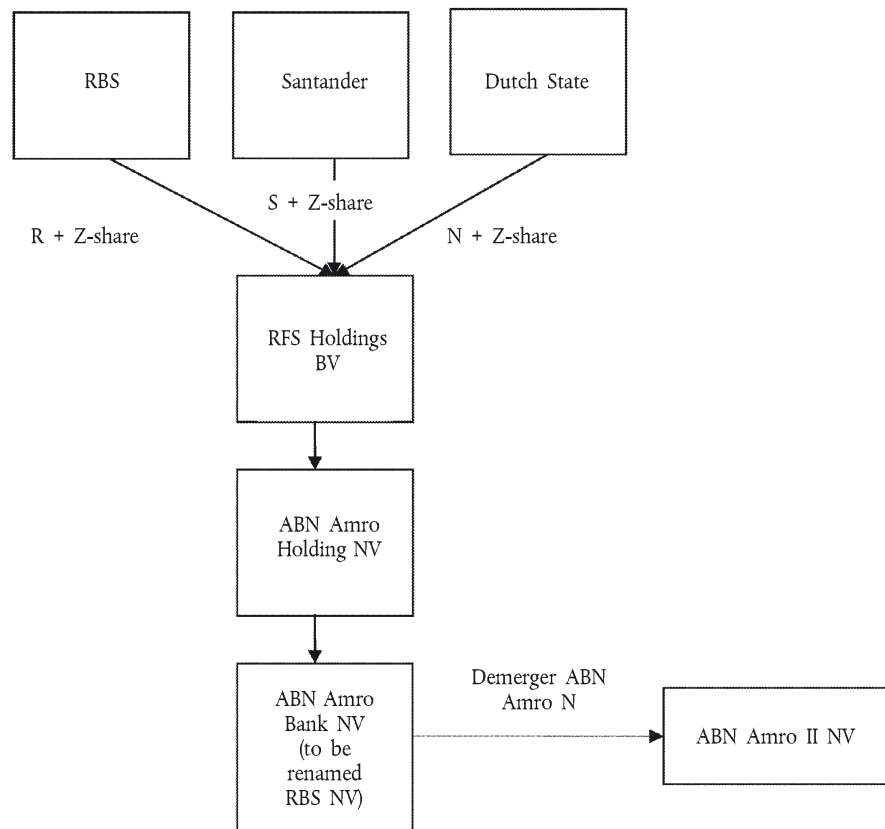 RBS
Santander
Dutch State
S + Z-share
R + Z-share
N + Z-share
RFS Holdings
BV
ABN Amro
Holding NV
ABN Amro
Bank NV
(to be
renamed
RBS NV)
Demerger ABN
Amro N
ABN Amro II NV